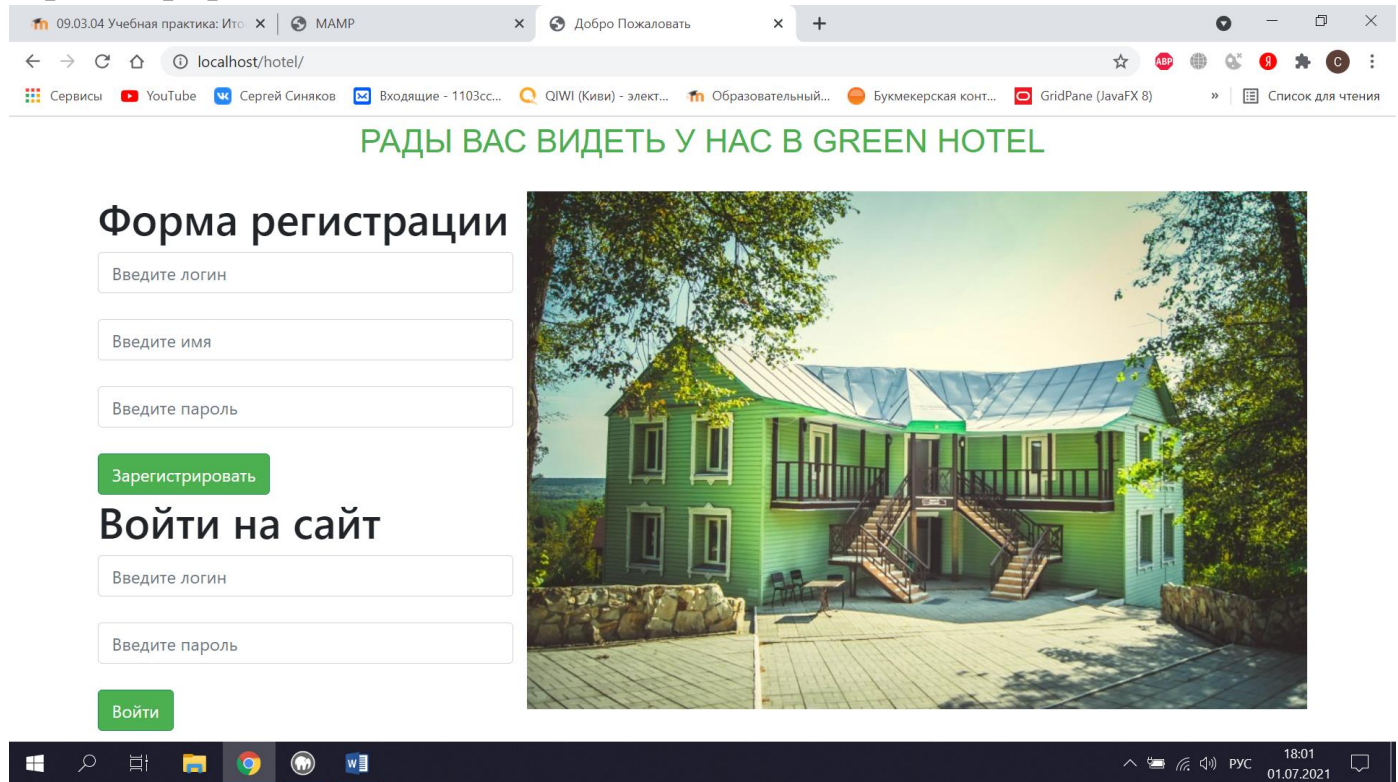 09.03.04 Учебная практика: Ито
MAMP
Добро Пожаловать
localhost/hotel/
ABP
Я
С
Сервисы
YouTube
Сергей Синяков
Входящие - 1103сс...
QIWI (Киви) - элект...
Образовательный...
Букмекерская конт...
GridPane (JavaFX 8)
»
Список для чтения
РАДЫ ВАС ВИДЕТЬ У НАС В GREEN HOTEL
Форма регистрации
Введите логин
Введите имя
Введите пароль
Зарегистрировать
Войти на сайт
Введите логин
Введите пароль
Войти
РУС
18:01
01.07.2021